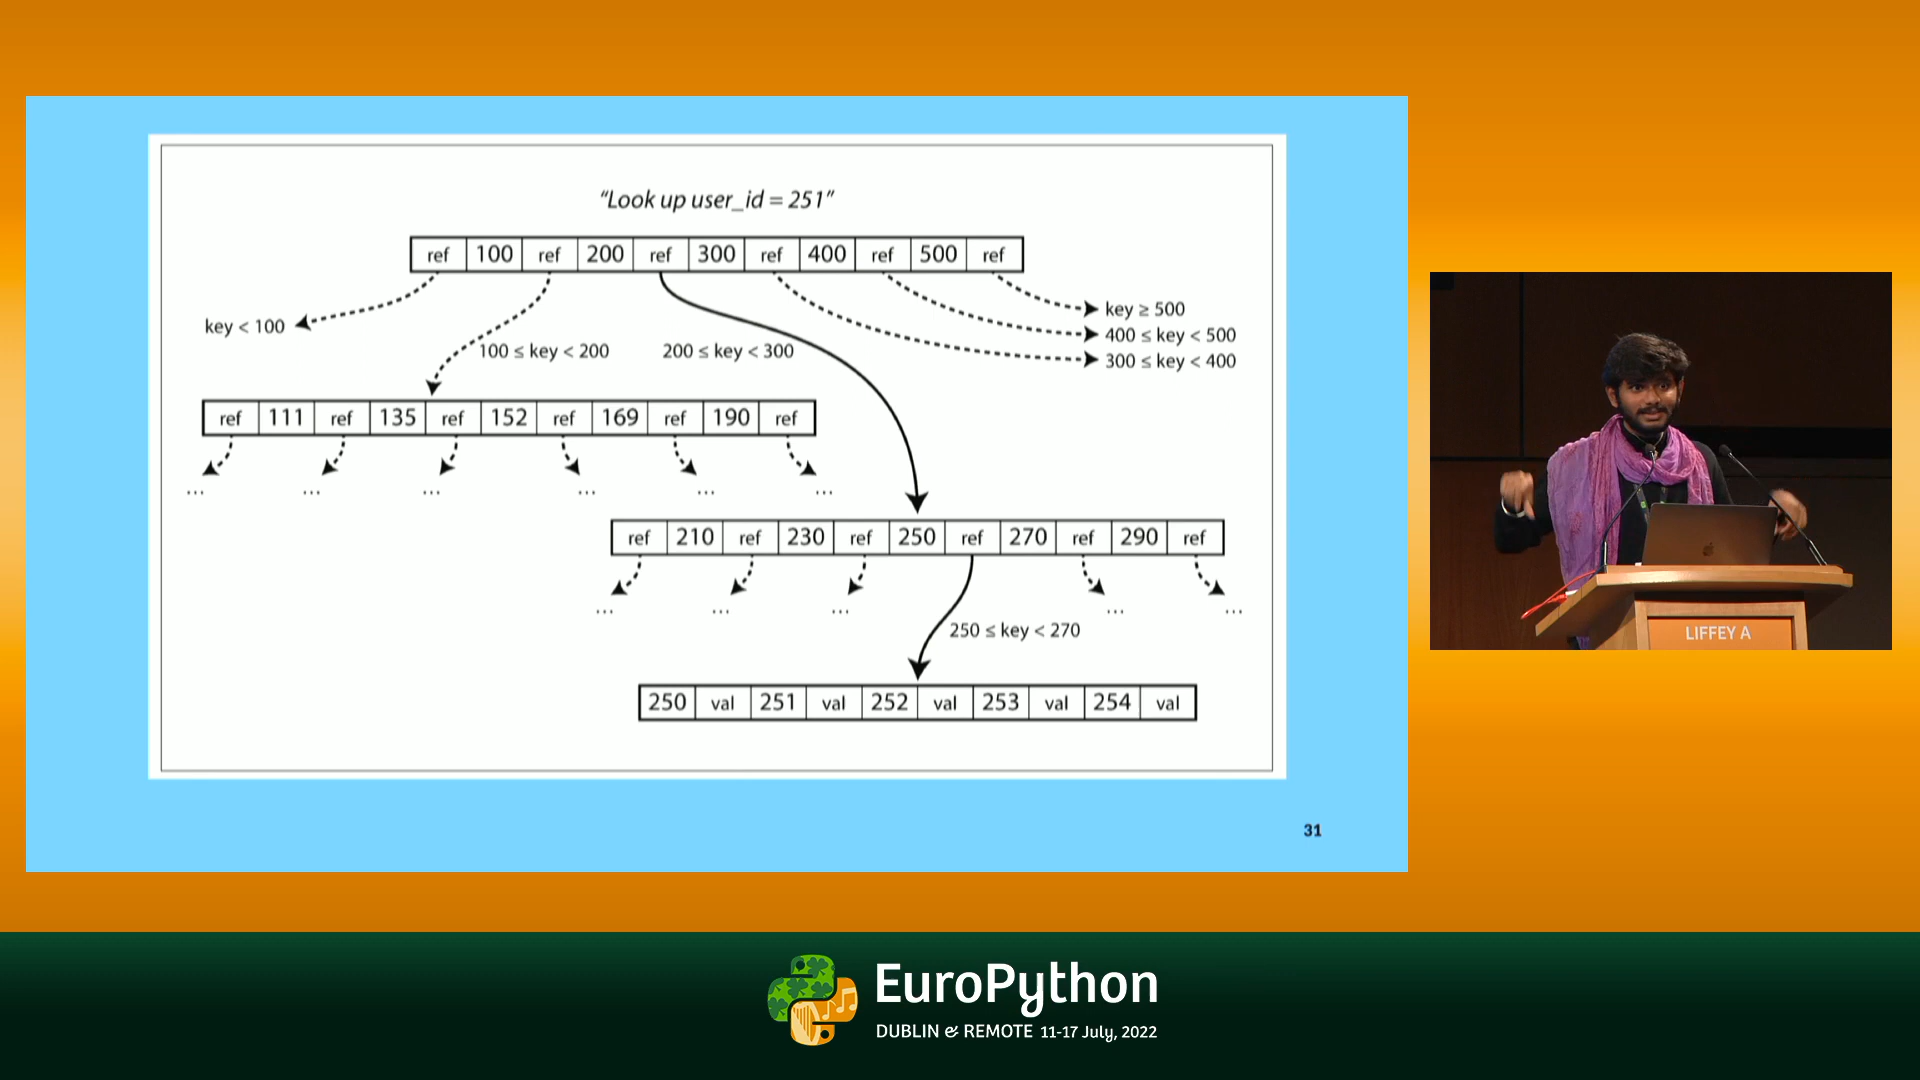 “Look up user_id = 251”
ref 100 ref 200 ref 300 ref 400 ref 500 ref
key < 100
100 ≤ key < 200
200 ≤ key < 300
key ≥ 500
400 ≤ key < 500
300 ≤ key < 400
ref 111 ref 135 ref 152 ref 169 ref 190 ref
... ... ... ... ... ...
ref 210 ref 230 ref 250 ref 270 ref 290 ref
... ... ... ... ...
250 ≤ key < 270
250 val 251 val 252 val 253 val 254 val
31
LIFFEY A
EuroPython
DUBLIN & REMOTE 11-17 July, 2022